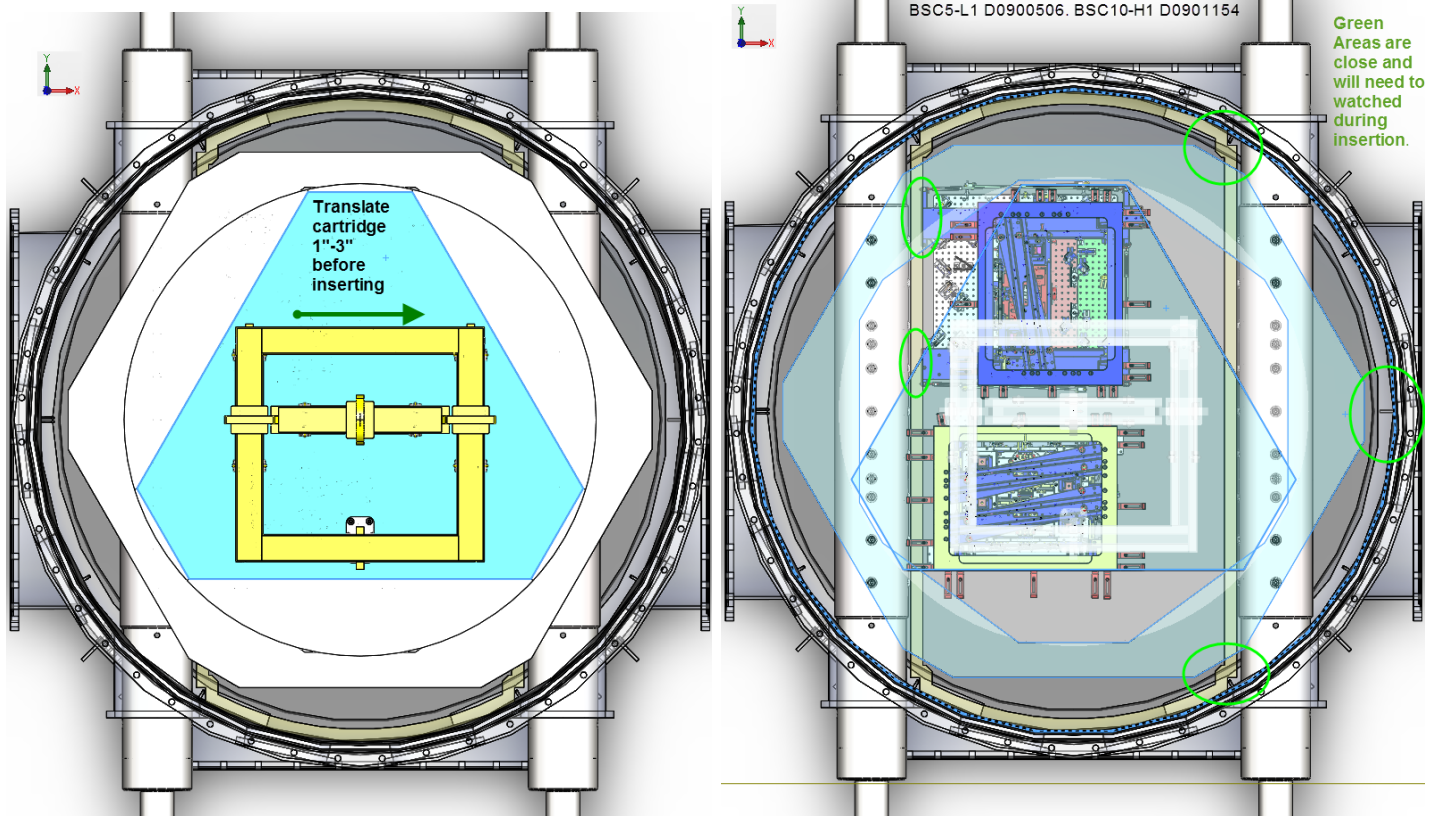 Y
X
Translate
cartridge
1"-3"
before
inserting
Y
X
BSC5-L1 D0900506. BSC10-H1 D0901154
Green
Areas are
close and
will need to
watched
during
insertion.